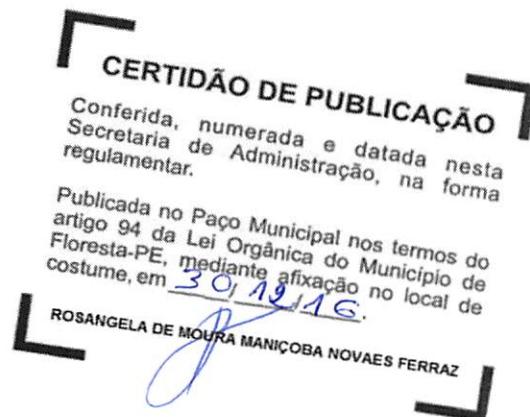 CERTIDÃO DE PUBLICAÇÃO
Conferida, numerada e datada nesta
Secretaria de Administração, na forma
regulamentar.
Publicada no Paço Municipal nos termos do
artigo 94 da Lei Orgânica do Município de
Floresta-PE, mediante afixação no local de
costume, em 30/12/16.
ROSANGELA DE MOURA MANIÇOBA NOVAES FERRAZ